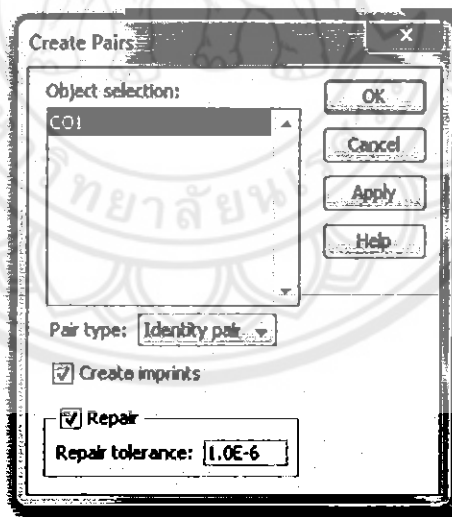 Create Pairs
Object selection:
CO1
OK
Cancel
Apply
Help
Pair type: Identity pair
Create imprints
Repair
Repair tolerance: 1.0E-6